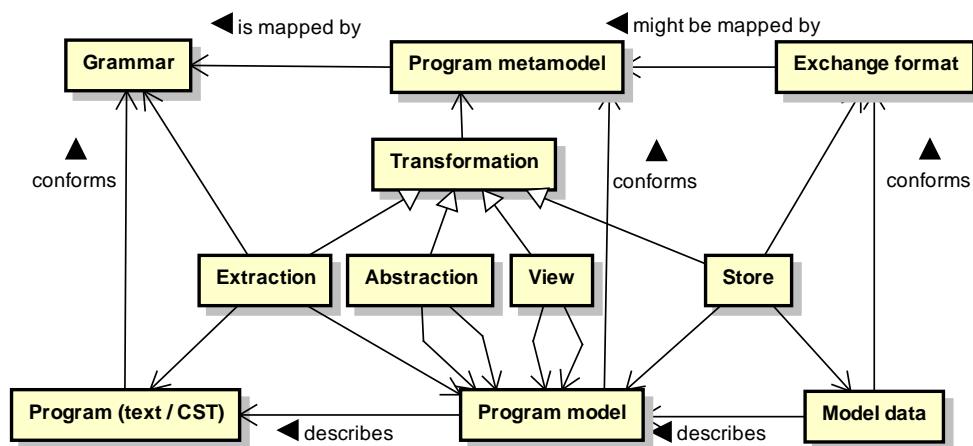 is mapped by
might be mapped by
Grammar
Program metamodel
Exchange format
Transformation
conforms
conforms
conforms
Extraction
Abstraction
View
Store
Program (text / CST)
Program model
Model data
describes
describes